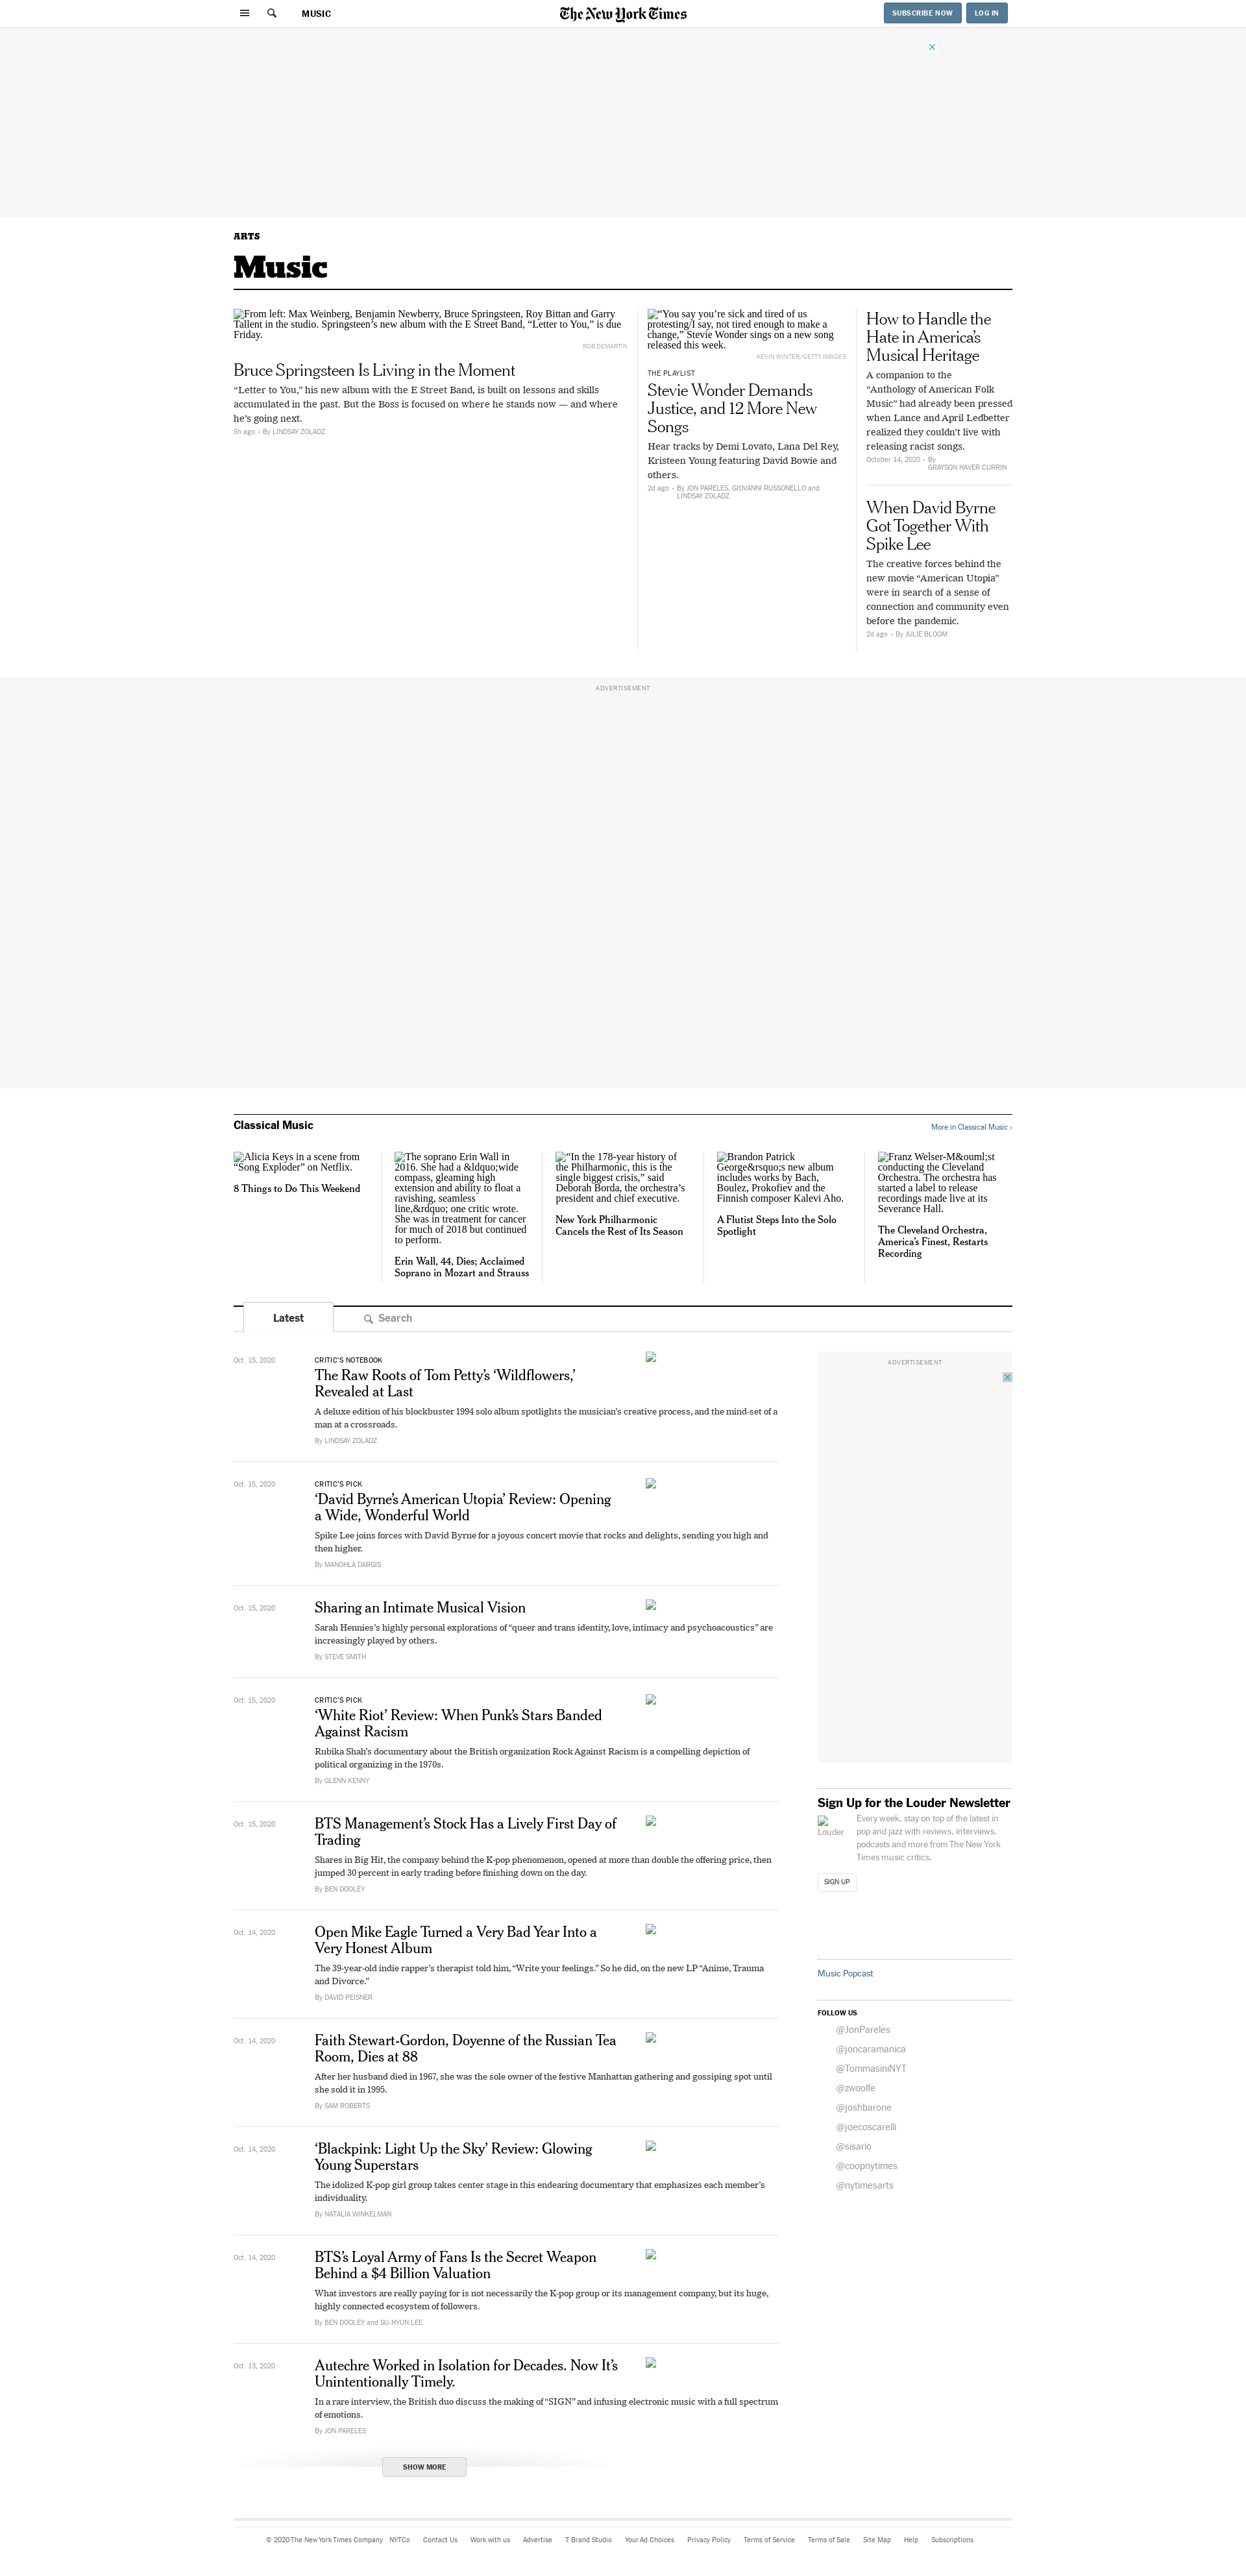 MUSIC
The New York Times
SUBSCRIBE NOW
LOG IN
ARTS
Music
From left: Max Weinberg, Benjamin Newberry, Bruce Springsteen, Roy Bittan and Garry
Tallent in the studio. Springsteen’s new album with the E Street Band, “Letter to You,” is due
Friday.
ROB DEMARTIN
Bruce Springsteen Is Living in the Moment
“Letter to You,” his new album with the E Street Band, is built on lessons and skills
accumulated in the past. But the Boss is focused on where he stands now — and where
he’s going next.
5h ago • By LINDSAY ZOLADZ
“You say you’re sick and tired of us
protesting/I say, not tired enough to make a
change,” Stevie Wonder sings on a new song
released this week.
KEVIN WINTER/GETTY IMAGES
THE PLAYLIST
Stevie Wonder Demands
Justice, and 12 More New
Songs
Hear tracks by Demi Lovato, Lana Del Rey,
Kristeen Young featuring David Bowie and
others.
2d ago • By JON PARELES, GIOVANNI RUSSONELLO and
LINDSAY ZOLADZ
How to Handle the
Hate in America’s
Musical Heritage
A companion to the
“Anthology of American Folk
Music” had already been pressed
when Lance and April Ledbetter
realized they couldn’t live with
releasing racist songs.
October 14, 2020 • By
GRAYSON HAVER CURRIN
When David Byrne
Got Together With
Spike Lee
The creative forces behind the
new movie “American Utopia”
were in search of a sense of
connection and community even
before the pandemic.
2d ago • By JULIE BLOOM
ADVERTISEMENT
Classical Music
More in Classical Music ›
Alicia Keys in a scene from
“Song Exploder” on Netflix.
8 Things to Do This Weekend
The soprano Erin Wall in
2016. She had a &ldquo;wide
compass, gleaming high
extension and ability to float a
ravishing, seamless
line,&rdquo; one critic wrote.
She was in treatment for cancer
for much of 2018 but continued
to perform.
Erin Wall, 44, Dies; Acclaimed
Soprano in Mozart and Strauss
“In the 178-year history of
the Philharmonic, this is the
single biggest crisis,” said
Deborah Borda, the orchestra’s
president and chief executive.
New York Philharmonic
Cancels the Rest of Its Season
Brandon Patrick
George&rsquo;s new album
includes works by Bach,
Boulez, Prokofiev and the
Finnish composer Kalevi Aho.
A Flutist Steps Into the Solo
Spotlight
Franz Welser-M&ouml;st
conducting the Cleveland
Orchestra. The orchestra has
started a label to release
recordings made live at its
Severance Hall.
The Cleveland Orchestra,
America’s Finest, Restarts
Recording
Latest
Search
Oct. 15, 2020
CRITIC’S NOTEBOOK
The Raw Roots of Tom Petty’s ‘Wildflowers,’
Revealed at Last
A deluxe edition of his blockbuster 1994 solo album spotlights the musician’s creative process, and the mind-set of a
man at a crossroads.
By LINDSAY ZOLADZ
Oct. 15, 2020
CRITIC’S PICK
‘David Byrne’s American Utopia’ Review: Opening
a Wide, Wonderful World
Spike Lee joins forces with David Byrne for a joyous concert movie that rocks and delights, sending you high and
then higher.
By MANOHLA DARGIS
Oct. 15, 2020
Sharing an Intimate Musical Vision
Sarah Hennies’s highly personal explorations of “queer and trans identity, love, intimacy and psychoacoustics” are
increasingly played by others.
By STEVE SMITH
Oct. 15, 2020
CRITIC’S PICK
‘White Riot’ Review: When Punk’s Stars Banded
Against Racism
Rubika Shah’s documentary about the British organization Rock Against Racism is a compelling depiction of
political organizing in the 1970s.
By GLENN KENNY
Oct. 15, 2020
BTS Management’s Stock Has a Lively First Day of
Trading
Shares in Big Hit, the company behind the K-pop phenomenon, opened at more than double the offering price, then
jumped 30 percent in early trading before finishing down on the day.
By BEN DOOLEY
Oct. 14, 2020
Open Mike Eagle Turned a Very Bad Year Into a
Very Honest Album
The 39-year-old indie rapper’s therapist told him, “Write your feelings.” So he did, on the new LP “Anime, Trauma
and Divorce.”
By DAVID PEISNER
Oct. 14, 2020
Faith Stewart-Gordon, Doyenne of the Russian Tea
Room, Dies at 88
After her husband died in 1967, she was the sole owner of the festive Manhattan gathering and gossiping spot until
she sold it in 1995.
By SAM ROBERTS
Oct. 14, 2020
‘Blackpink: Light Up the Sky’ Review: Glowing
Young Superstars
The idolized K-pop girl group takes center stage in this endearing documentary that emphasizes each member’s
individuality.
By NATALIA WINKELMAN
Oct. 14, 2020
BTS’s Loyal Army of Fans Is the Secret Weapon
Behind a $4 Billion Valuation
What investors are really paying for is not necessarily the K-pop group or its management company, but its huge,
highly connected ecosystem of followers.
By BEN DOOLEY and SU-HYUN LEE
Oct. 13, 2020
Autechre Worked in Isolation for Decades. Now It’s
Unintentionally Timely.
In a rare interview, the British duo discuss the making of “SIGN” and infusing electronic music with a full spectrum
of emotions.
By JON PARELES
SHOW MORE
ADVERTISEMENT
Sign Up for the Louder Newsletter
Louder
Every week, stay on top of the latest in
pop and jazz with reviews, interviews,
podcasts and more from The New York
Times music critics.
SIGN UP
Music Popcast
FOLLOW US
@JonPareles
@joncaramanica
@TommasiniNYT
@zwoolfe
@joshbarone
@joecoscarelli
@sisario
@coopnytimes
@nytimesarts
© 2020 The New York Times Company NYTCo Contact Us Work with us Advertise T Brand Studio Your Ad Choices Privacy Policy Terms of Service Terms of Sale Site Map Help Subscriptions